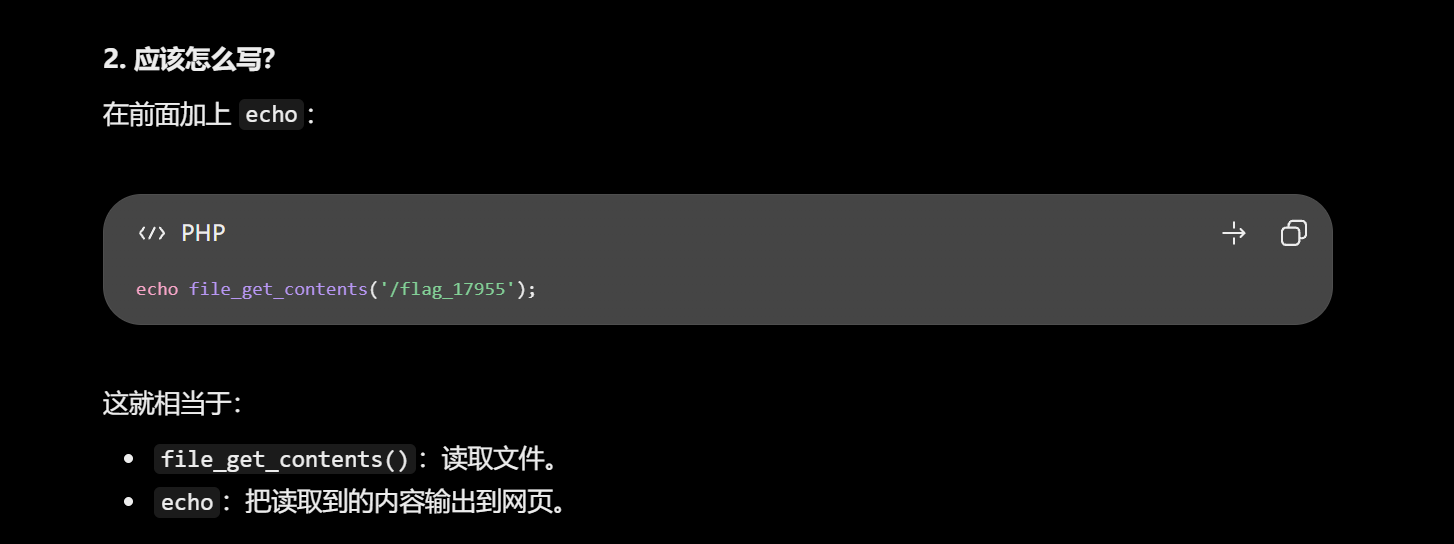 2. 应该怎么写？
在前面加上 echo：
PHP
echo file_get_contents('/flag_17955');
这就相当于：
• file_get_contents()：读取文件。
• echo：把读取到的内容输出到网页。